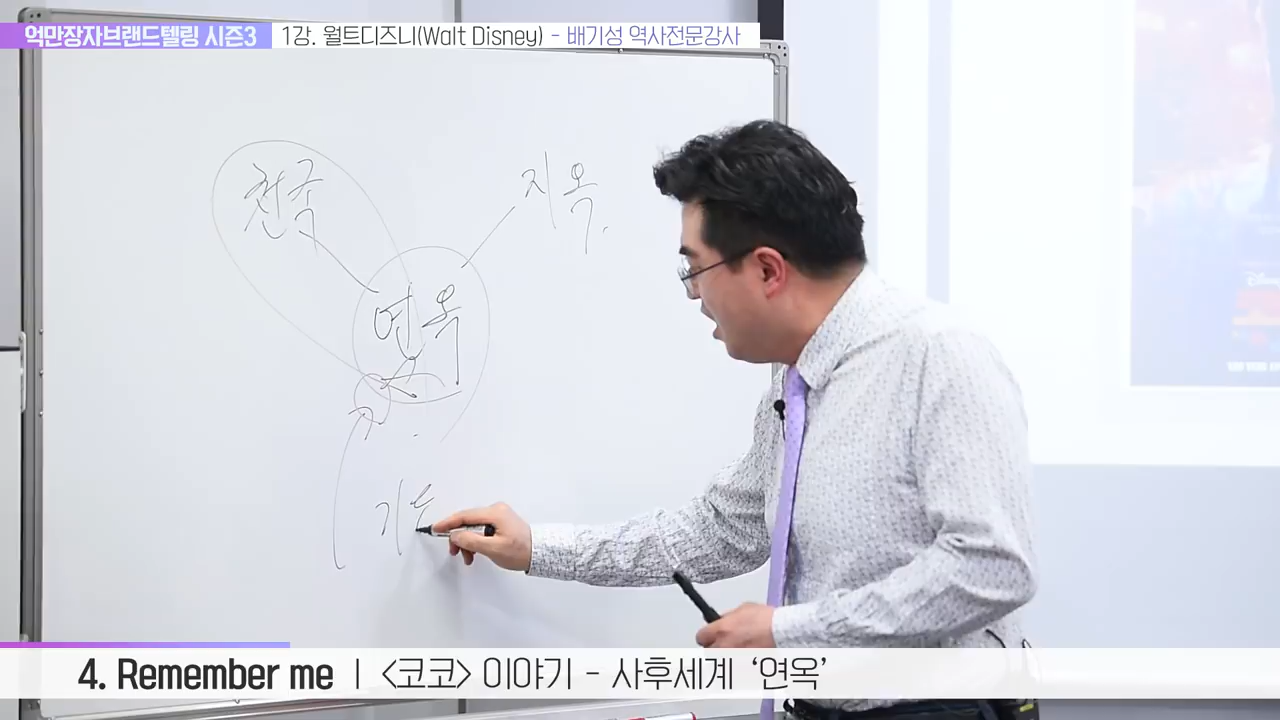 억만장자브랜드텔링 시즌3
1강. 월트디즈니(Walt Disney) - 배기성 역사전문강사
천국
지옥.
연옥
4. Remember me | <코코> 이야기 - 사후세계 ‘연옥’